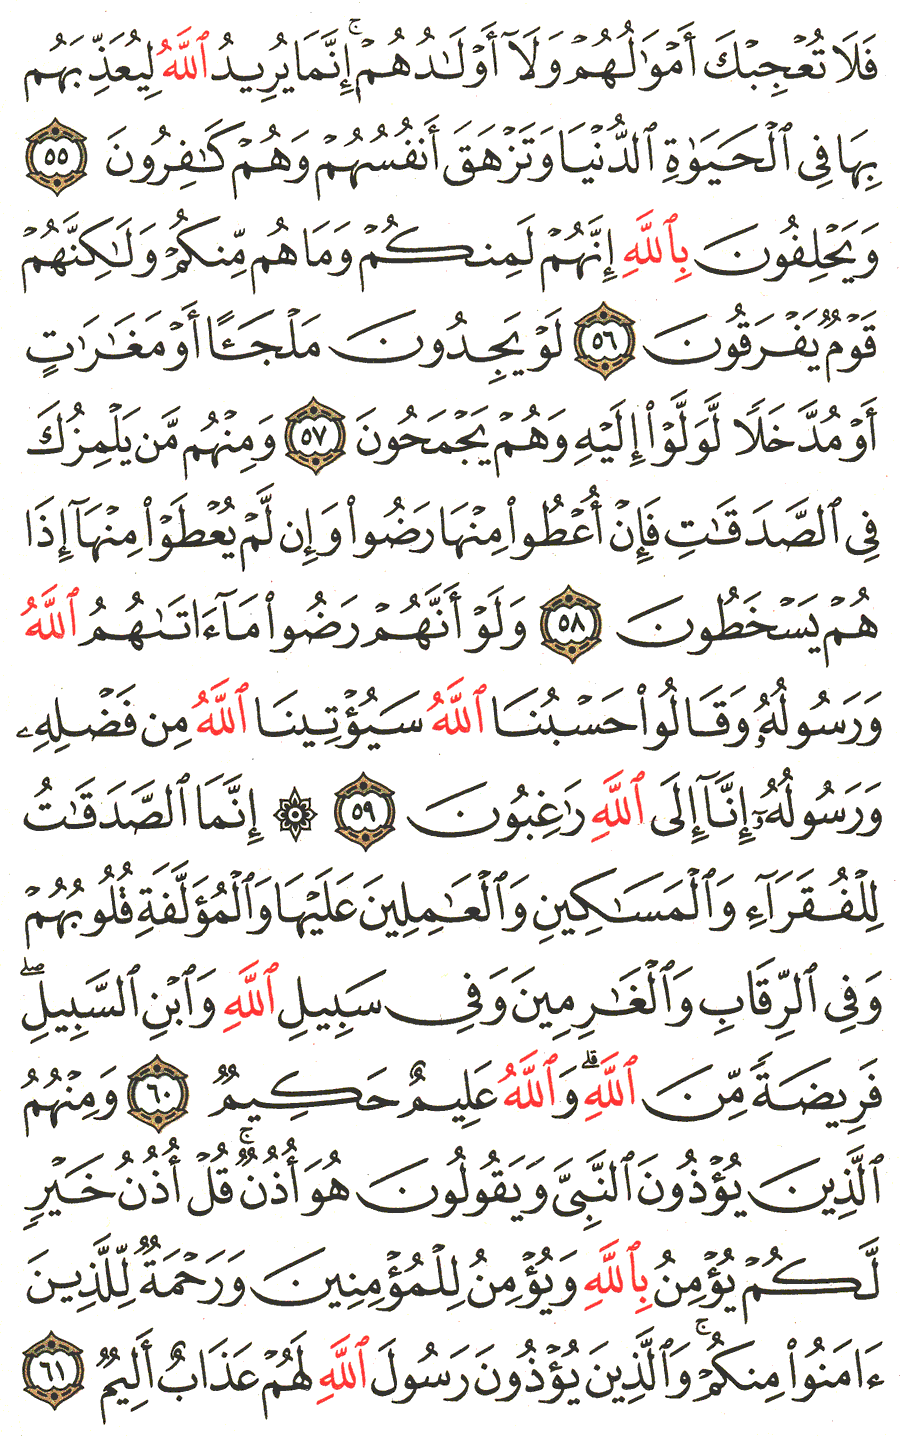 فَلَا تُعۡجِبۡكَ أَمۡوَٰلُهُمۡ وَلَآ أَوۡلَٰدُهُمۡۚ إِنَّمَا يُرِيدُ ٱللَّهُ لِيُعَذِّبَهُم
بِهَا فِي ٱلۡحَيَوٰةِ ٱلدُّنۡيَا وَتَزۡهَقَ أَنفُسُهُمۡ وَهُمۡ كَٰفِرُونَ ٥٥
وَيَحۡلِفُونَ بِٱللَّهِ إِنَّهُمۡ لَمِنكُمۡ وَمَا هُم مِّنكُمۡ وَلَٰكِنَّهُمۡ
قَوۡمٞ يَفۡرَقُونَ ٥٦ لَوۡ يَجِدُونَ مَلۡجَـًٔا أَوۡ مَغَٰرَٰتٍ
أَوۡ مُدَّخَلٗا لَّوَلَّوۡاْ إِلَيۡهِ وَهُمۡ يَجۡمَحُونَ ٥٧ وَمِنۡهُم مَّن يَلۡمِزُكَ
فِي ٱلصَّدَقَٰتِ فَإِنۡ أُعۡطُواْ مِنۡهَا رَضُواْ وَإِن لَّمۡ يُعۡطَوۡاْ مِنۡهَآ إِذَا
هُمۡ يَسۡخَطُونَ ٥٨ وَلَوۡ أَنَّهُمۡ رَضُواْ مَآ ءَاتَىٰهُمُ ٱللَّهُ
وَرَسُولُهُۥ وَقَالُواْ حَسۡبُنَا ٱللَّهُ سَيُؤۡتِينَا ٱللَّهُ مِن فَضۡلِهِۦ
وَرَسُولُهُۥٓ إِنَّآ إِلَى ٱللَّهِ رَٰغِبُونَ ٥٩ ۞ إِنَّمَا ٱلصَّدَقَٰتُ
لِلۡفُقَرَآءِ وَٱلۡمَسَٰكِينِ وَٱلۡعَٰمِلِينَ عَلَيۡهَا وَٱلۡمُؤَلَّفَةِ قُلُوبُهُمۡ
وَفِي ٱلرِّقَابِ وَٱلۡغَٰرِمِينَ وَفِي سَبِيلِ ٱللَّهِ وَٱبۡنِ ٱلسَّبِيلِۖ
فَرِيضَةٗ مِّنَ ٱللَّهِۗ وَٱللَّهُ عَلِيمٌ حَكِيمٞ ٦٠ وَمِنۡهُمُ
ٱلَّذِينَ يُؤۡذُونَ ٱلنَّبِيَّ وَيَقُولُونَ هُوَ أُذُنٞۚ قُلۡ أُذُنُ خَيۡرٖ
لَّكُمۡ يُؤۡمِنُ بِٱللَّهِ وَيُؤۡمِنُ لِلۡمُؤۡمِنِينَ وَرَحۡمَةٞ لِّلَّذِينَ
ءَامَنُواْ مِنكُمۡۚ وَٱلَّذِينَ يُؤۡذُونَ رَسُولَ ٱللَّهِ لَهُمۡ عَذَابٌ أَلِيمٞ ٦١